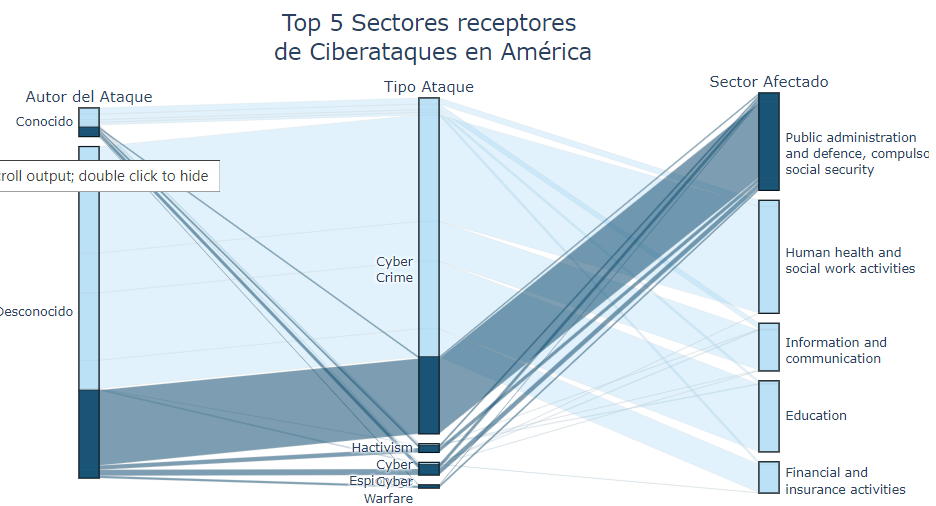 Top 5 Sectores receptores
de Ciberataques en América
Autor del Ataque
Tipo Ataque
Sector Afectado
Conocido
Desconocido
croll output; double click to hide
Cyber
Crime
Hactivism
Cyber
Espi
Cyber
Warfare
Public administration
and defence, compulso
social security
Human health and
social work activities
Information and
communication
Education
Financial and
insurance activities